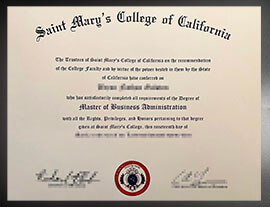 Saint Mary's College of California
The Trustees of Saint Mary's College of California on the recommendation
of the College Faculty and by virtue of the power vested in them by the State
of California have conferred on
who has satisfactorily completed all requirements of the Degree of
Master of Business Administration
with all the Rights, Privileges, and Honors pertaining to that degree
given at Saint Mary's College, this nineteenth day of